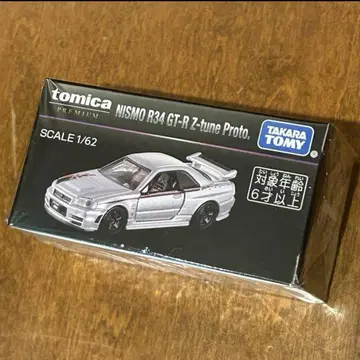 tomica
PREMIUM
NISMO R34 GT-R Z-tune Proto.
SCALE 1/62
TAKARA
TOMY
対象年齢
6才以上